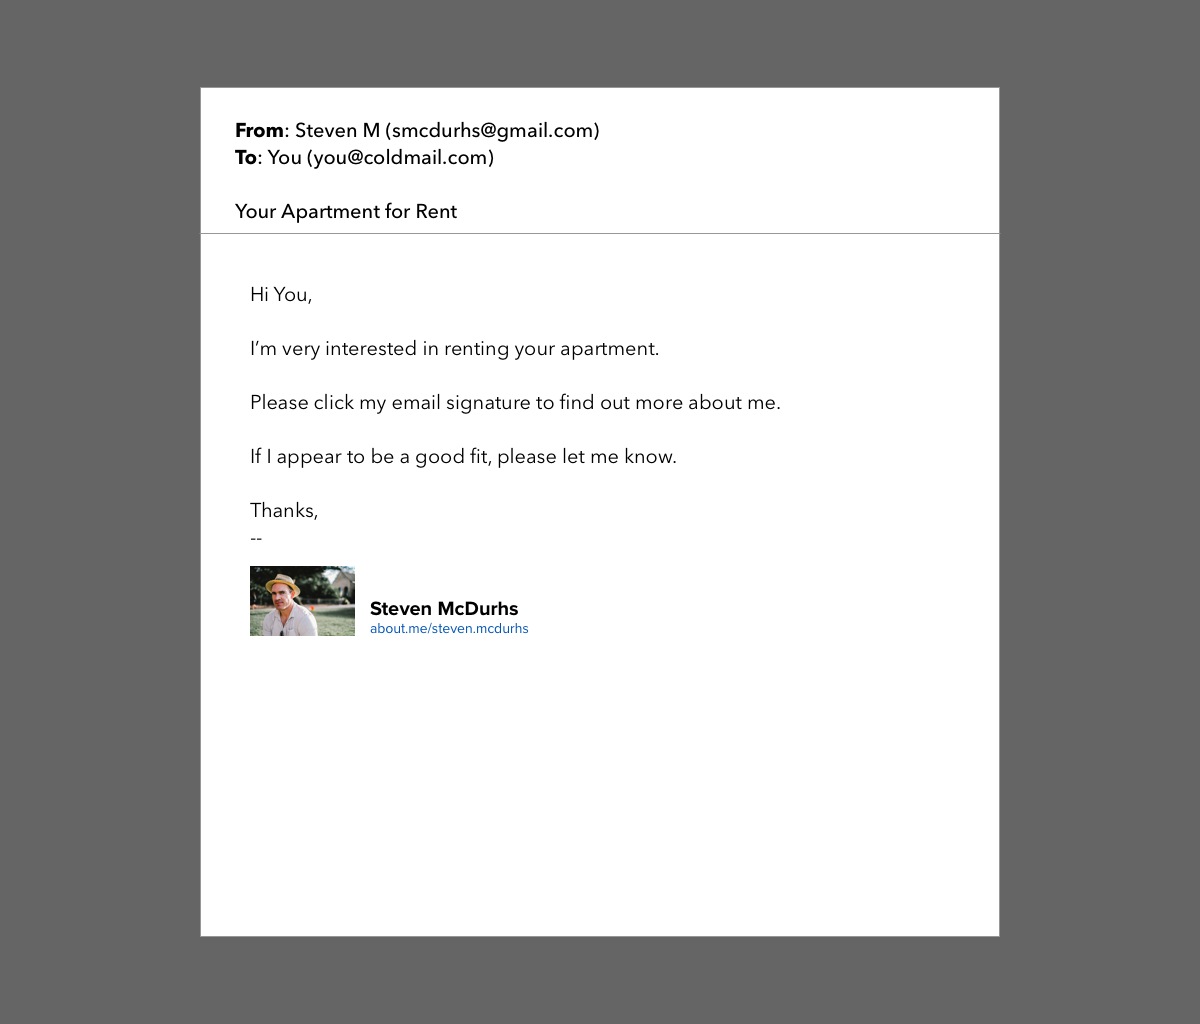 From: Steven M (smcdurhs@gmail.com)
To: You (you@coldmail.com)
Your Apartment for Rent
Hi You,
I’m very interested in renting your apartment.
Please click my email signature to find out more about me.
If I appear to be a good fit, please let me know.
Thanks,
--
Steven McDurhs
about.me/steven.mcdurhs